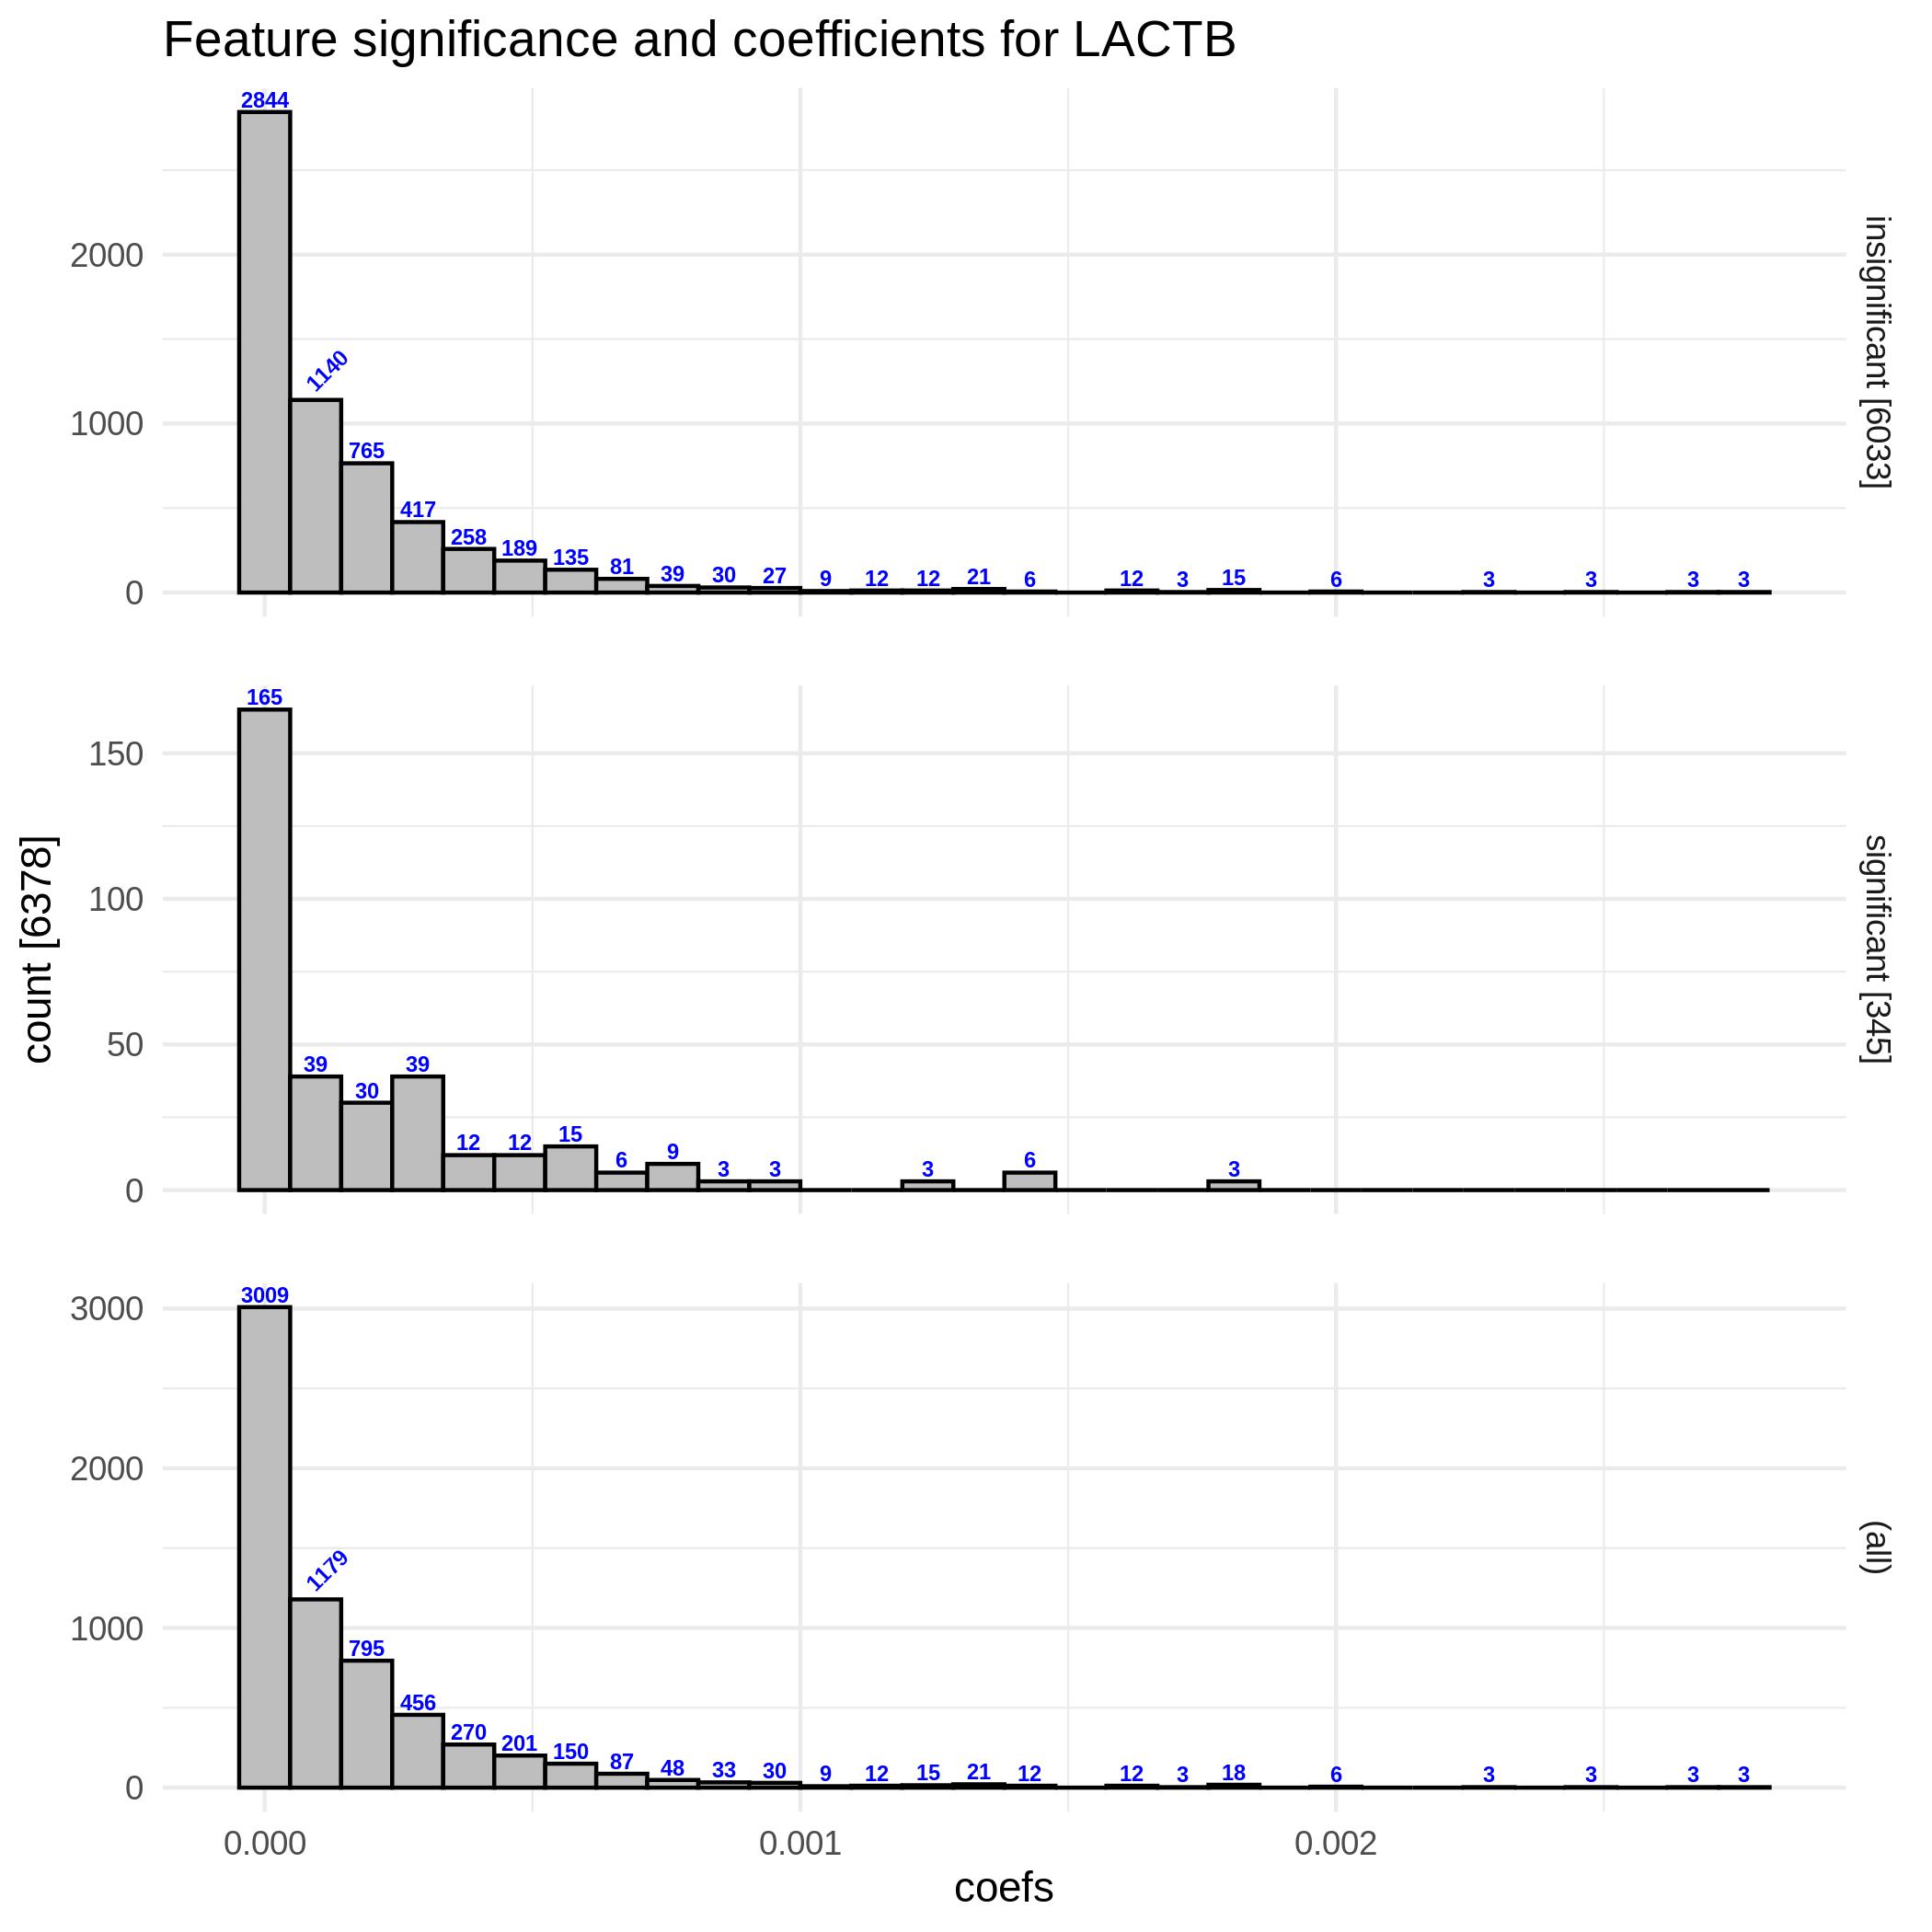 Feature significance and coefficients for LACTB
2844
1140
765
417
258 189 135 81 39 30 27 9 12 12 21 6 12 3 15 6 3 3 3 3
2000
1000
0
insignificant [6033]
165
39 30 39 12 12 15 6 9 3 3 3 6 3
150
100
50
0
significant [345]
count [6378]
3009
1179
795
456
270 201 150 87 48 33 30 9 12 15 21 12 12 3 18 6 3 3 3 3
3000
2000
1000
0
(all)
0.000 0.001 0.002
coefs